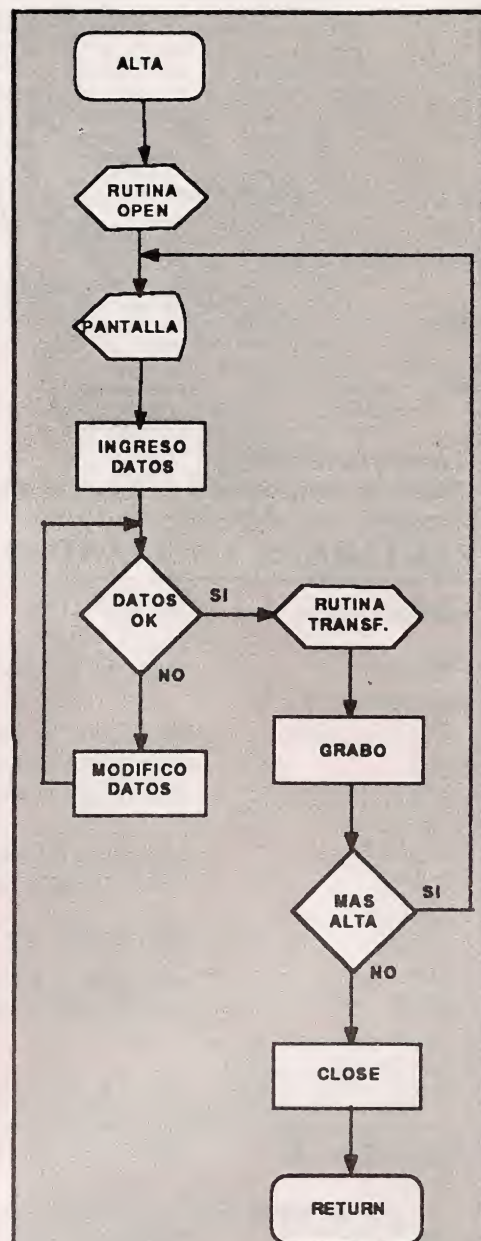 ALTA
RUTINA
OPEN
PANTALLA
INGRESO
DATOS
DATOS
OK
SI
NO
MODIFICO
DATOS
RUTINA
TRANSF.
GRABO
MAS
ALTA
SI
NO
CLOSE
RETURN